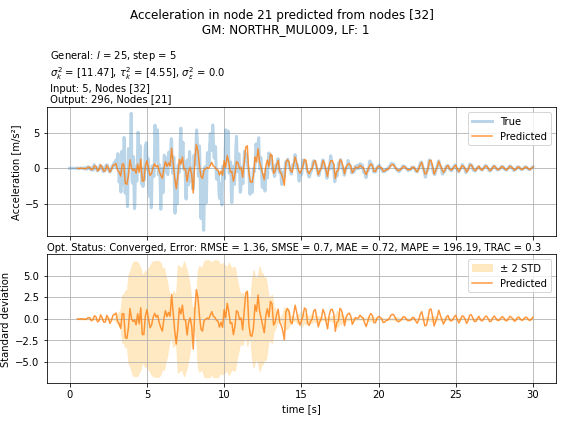 Acceleration in node 21 predicted from nodes [32]
GM: NORTHR_MUL009, LF: 1
General: l = 25, step = 5
σ²ₖ = [11.47], τ²ₖ = [4.55], σ²ε = 0.0
Input: 5, Nodes [32]
Output: 296, Nodes [21]
Acceleration [m/s²]
5
0
−5
True
Predicted
Opt. Status: Converged, Error: RMSE = 1.36, SMSE = 0.7, MAE = 0.72, MAPE = 196.19, TRAC = 0.3
Standard deviation
5.0
2.5
0.0
−2.5
−5.0
± 2 STD
Predicted
0 5 10 15 20 25 30
time [s]